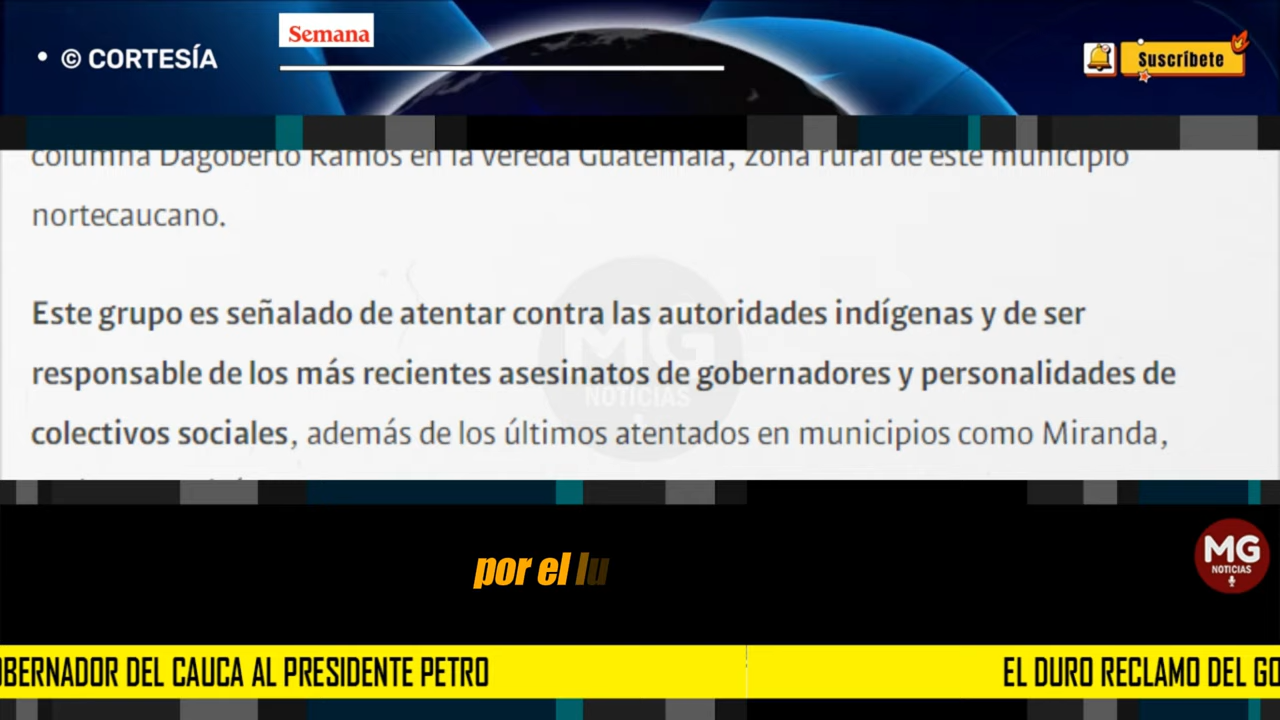 • © CORTESÍA
Semana
Suscríbete
columna Dagoberto Ramos en la vereda Guatemala, zona rural de este municipio
nortecaucano.
Este grupo es señalado de atentar contra las autoridades indígenas y de ser
responsable de los más recientes asesinatos de gobernadores y personalidades de
colectivos sociales, además de los últimos atentados en municipios como Miranda,
MG
NOTICIAS
por el lu
MG
NOTICIAS
OBERNADOR DEL CAUCA AL PRESIDENTE PETRO
EL DURO RECLAMO DEL GO